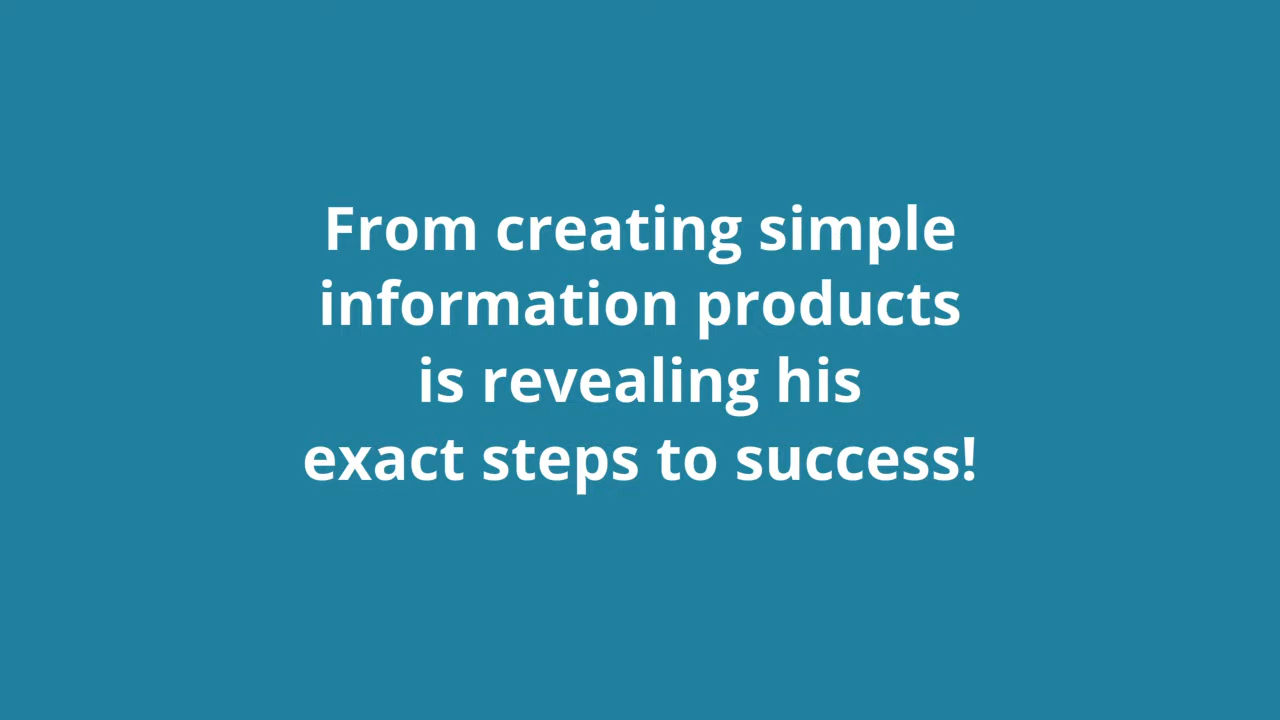 From creating simple
information products
is revealing his
exact steps to success!